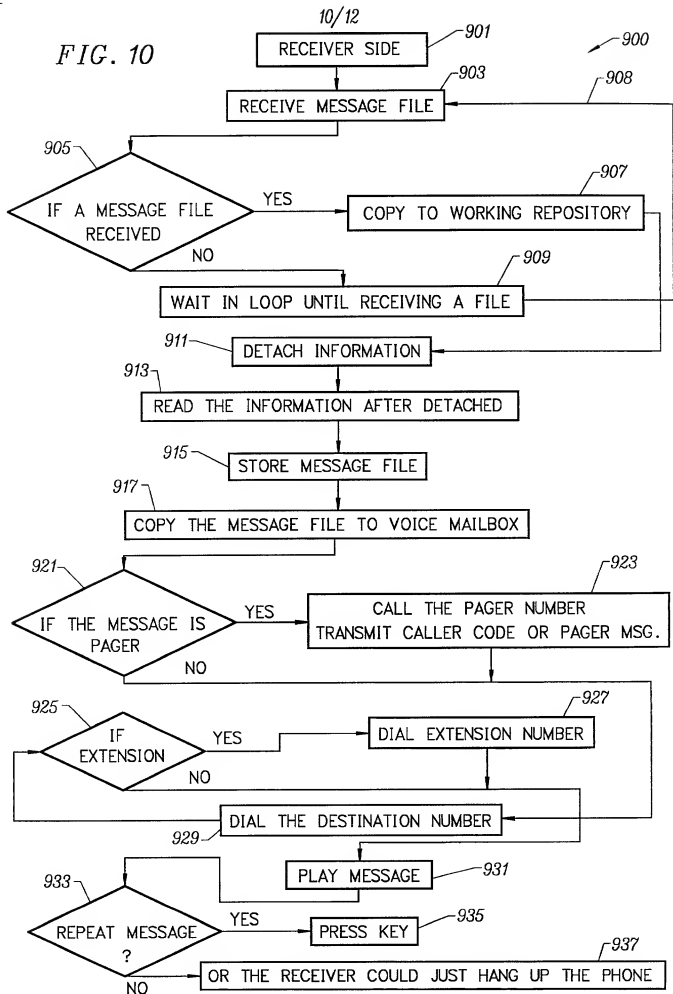 10/12
FIG. 10
RECEIVER SIDE
901
900
903
RECEIVE MESSAGE FILE
908
905
907
IF A MESSAGE FILE
RECEIVED
YES
COPY TO WORKING REPOSITORY
NO
909
WAIT IN LOOP UNTIL RECEIVING A FILE
911
DETACH INFORMATION
913
READ THE INFORMATION AFTER DETACHED
915
STORE MESSAGE FILE
917
COPY THE MESSAGE FILE TO VOICE MAILBOX
921
923
IF THE MESSAGE IS
PAGER
YES
CALL THE PAGER NUMBER
TRANSMIT CALLER CODE OR PAGER MSG.
NO
925
927
IF
EXTENSION
YES
DIAL EXTENSION NUMBER
NO
DIAL THE DESTINATION NUMBER
929
PLAY MESSAGE
931
933
REPEAT MESSAGE
?
YES
PRESS KEY
935
937
NO
OR THE RECEIVER COULD JUST HANG UP THE PHONE